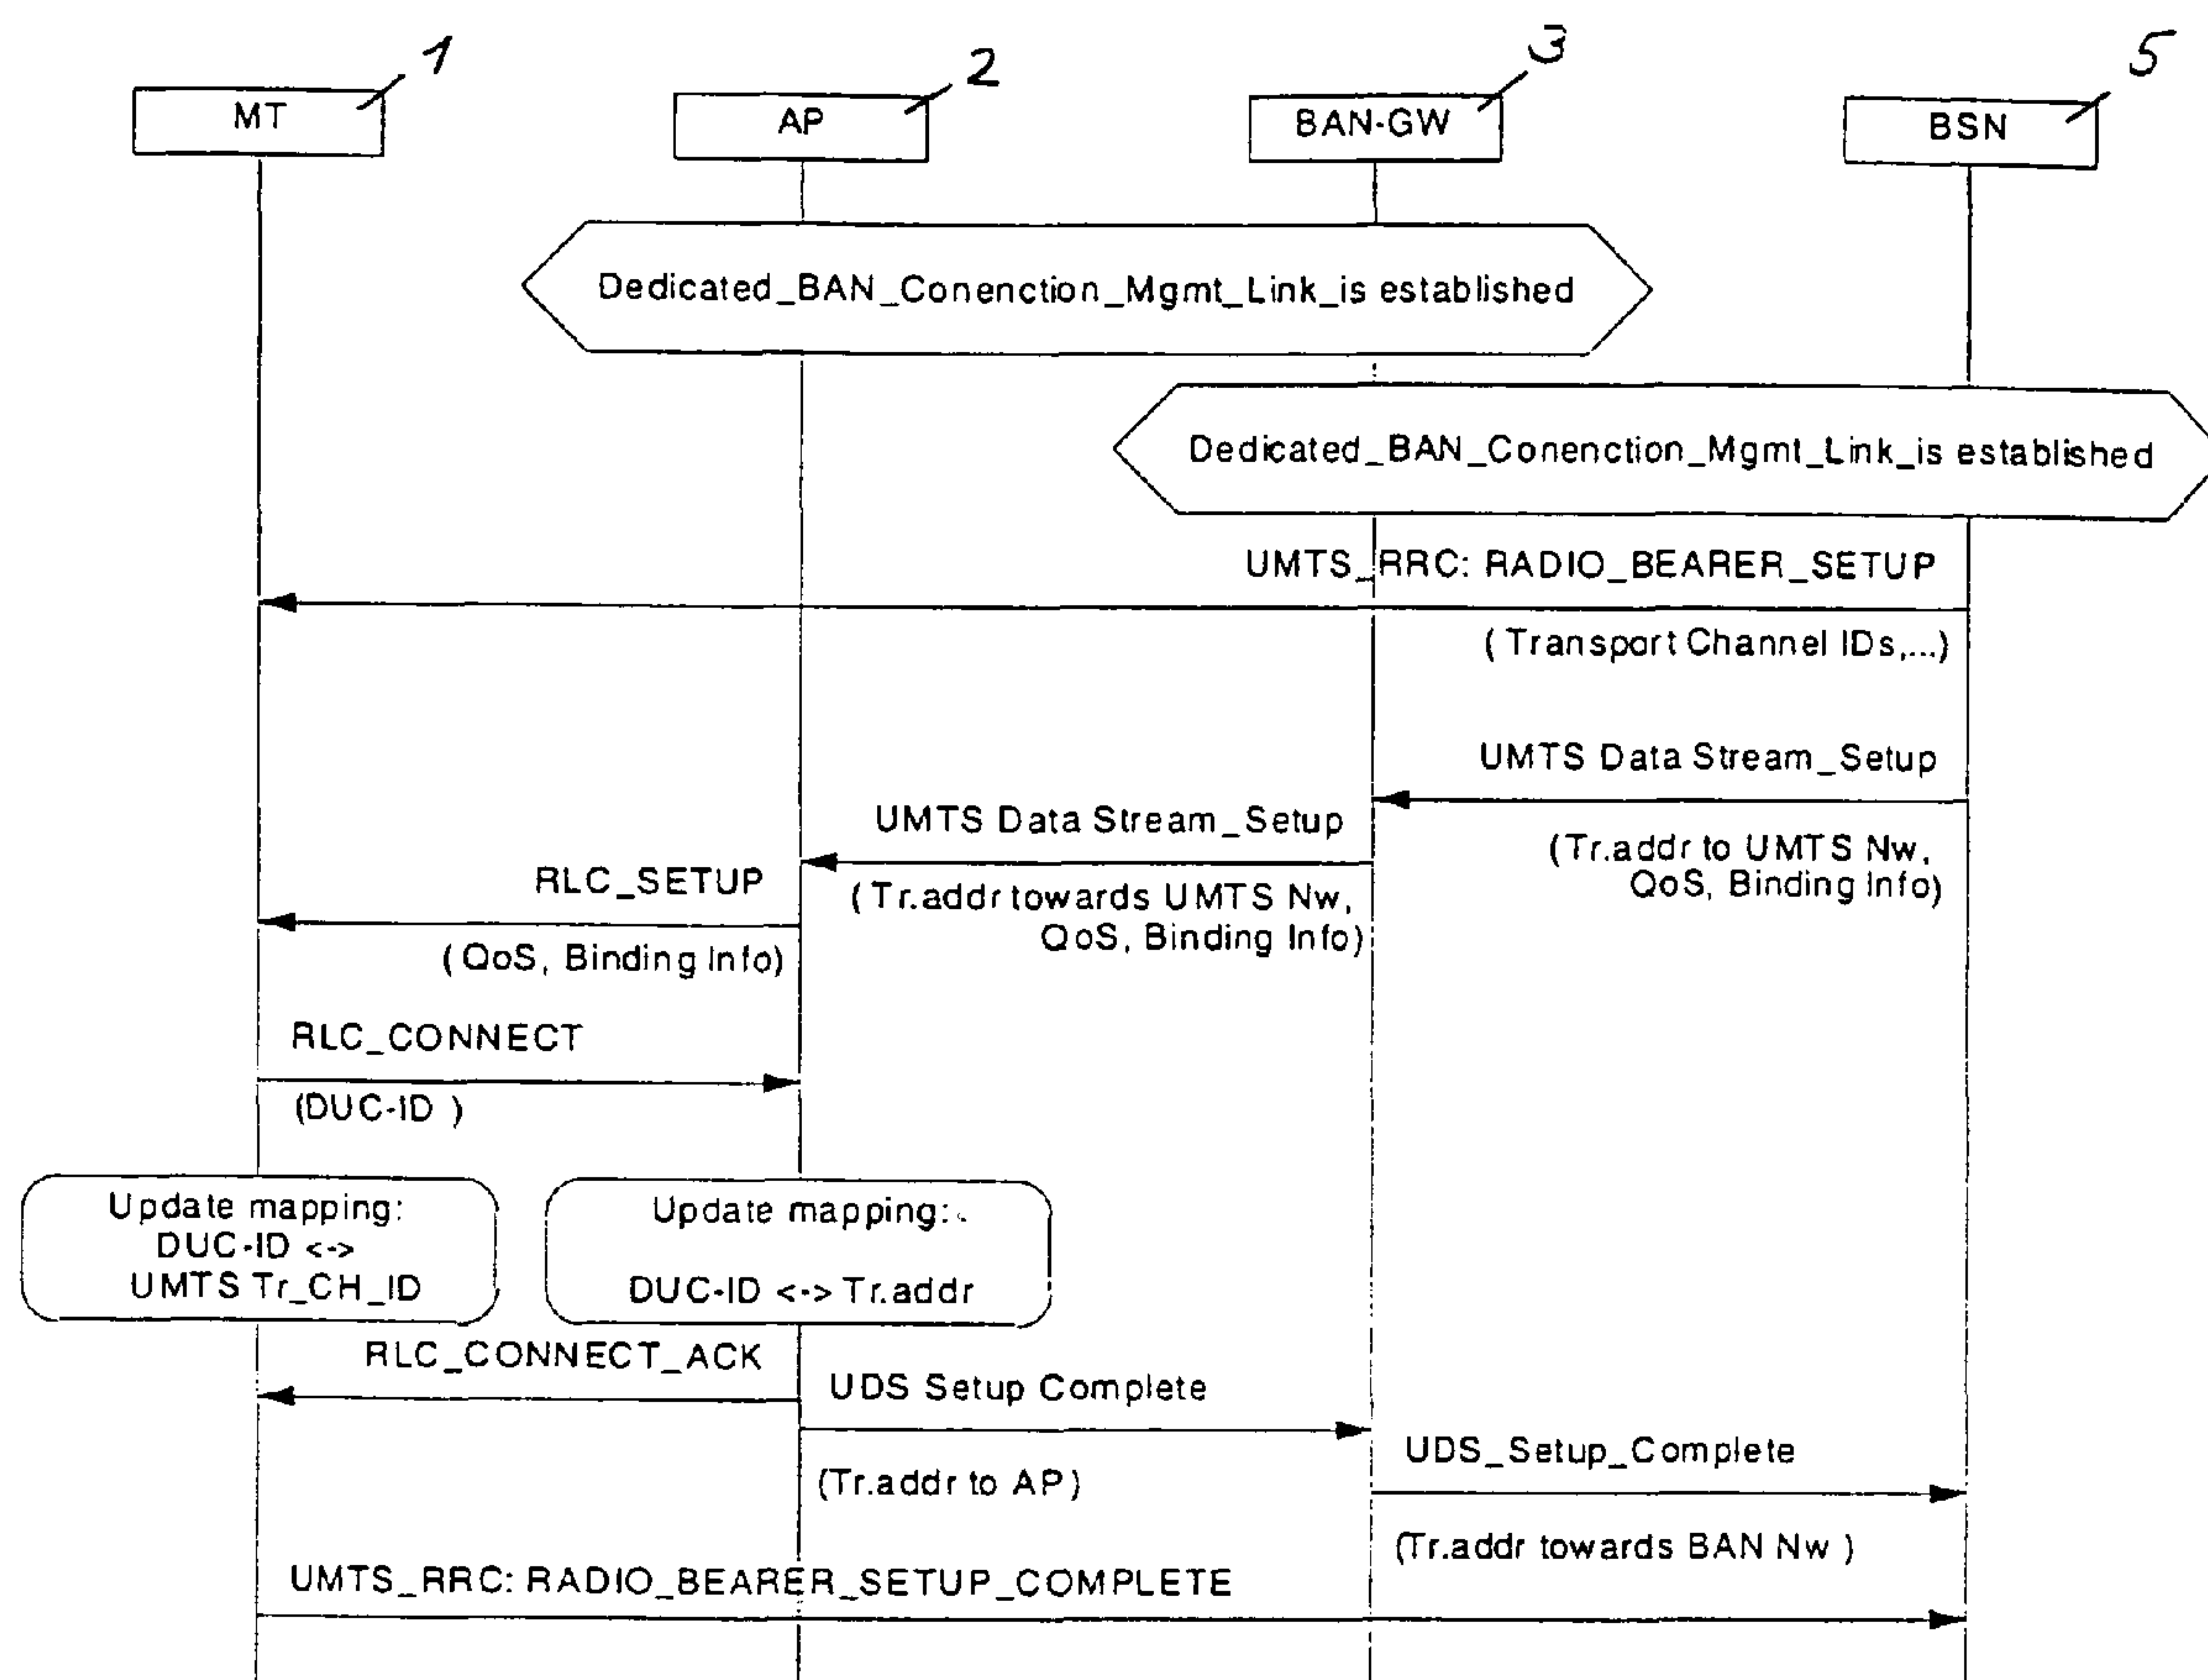 1
2
3
5
MT
AP
BAN-GW
BSN
Dedicated_BAN_Conenction_Mgmt_Link_is established
Dedicated_BAN_Conenction_Mgmt_Link_is established
UMTS_RRC: RADIO_BEARER_SETUP
(Transport Channel IDs,...)
UMTS Data Stream_Setup
(Tr.addr to UMTS Nw,
QoS, Binding Info)
UMTS Data Stream_Setup
(Tr.addr towards UMTS Nw,
QoS, Binding Info)
RLC_SETUP
(QoS, Binding Info)
RLC_CONNECT
(DUC-ID )
Update mapping:
DUC-ID <->
UMTS Tr_CH_ID
Update mapping:
DUC-ID <-> Tr.addr
RLC_CONNECT_ACK
UDS Setup Complete
(Tr.addr to AP)
UDS_Setup_Complete
(Tr.addr towards BAN Nw )
UMTS_RRC: RADIO_BEARER_SETUP_COMPLETE